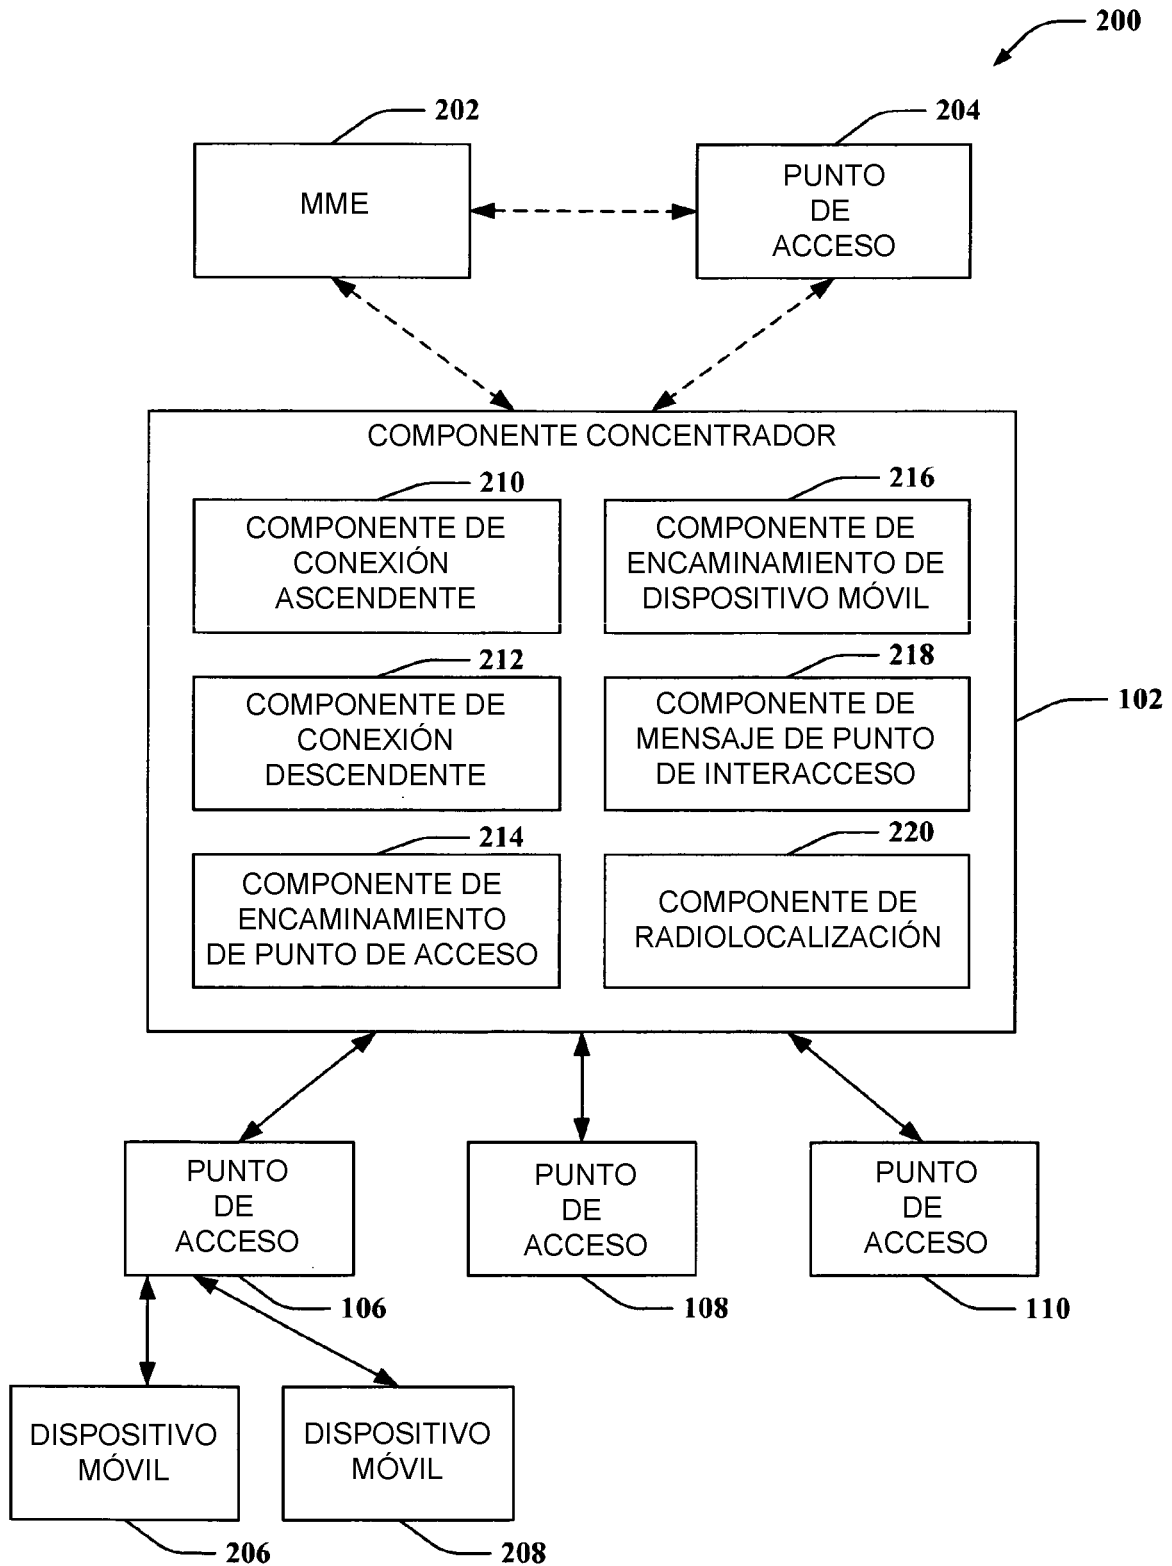 200
202
204
MME
PUNTO
DE
ACCESO
COMPONENTE CONCENTRADOR
210
COMPONENTE DE
CONEXIÓN
ASCENDENTE
216
COMPONENTE DE
ENCAMINAMIENTO DE
DISPOSITIVO MÓVIL
212
COMPONENTE DE
CONEXIÓN
DESCENDENTE
218
COMPONENTE DE
MENSAJE DE PUNTO
DE INTERACCESO
102
214
COMPONENTE DE
ENCAMINAMIENTO
DE PUNTO DE ACCESO
220
COMPONENTE DE
RADIOLOCALIZACIÓN
PUNTO
DE
ACCESO
106
PUNTO
DE
ACCESO
108
PUNTO
DE
ACCESO
110
DISPOSITIVO
MÓVIL
206
DISPOSITIVO
MÓVIL
208